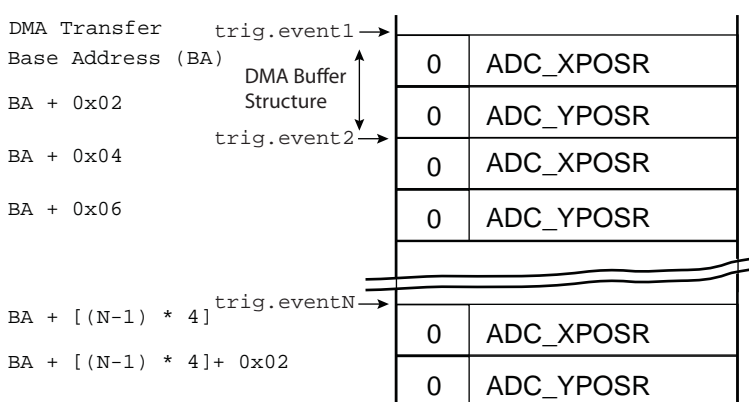 DMA Transfer trig.event1
Base Address (BA) 0 ADC_XPOSR
DMA Buffer
Structure
BA + 0x02 0 ADC_YPOSR
trig.event2
BA + 0x04 0 ADC_XPOSR
BA + 0x06 0 ADC_YPOSR
trig.eventN
BA + [(N-1) * 4] 0 ADC_XPOSR
BA + [(N-1) * 4]+ 0x02 0 ADC_YPOSR